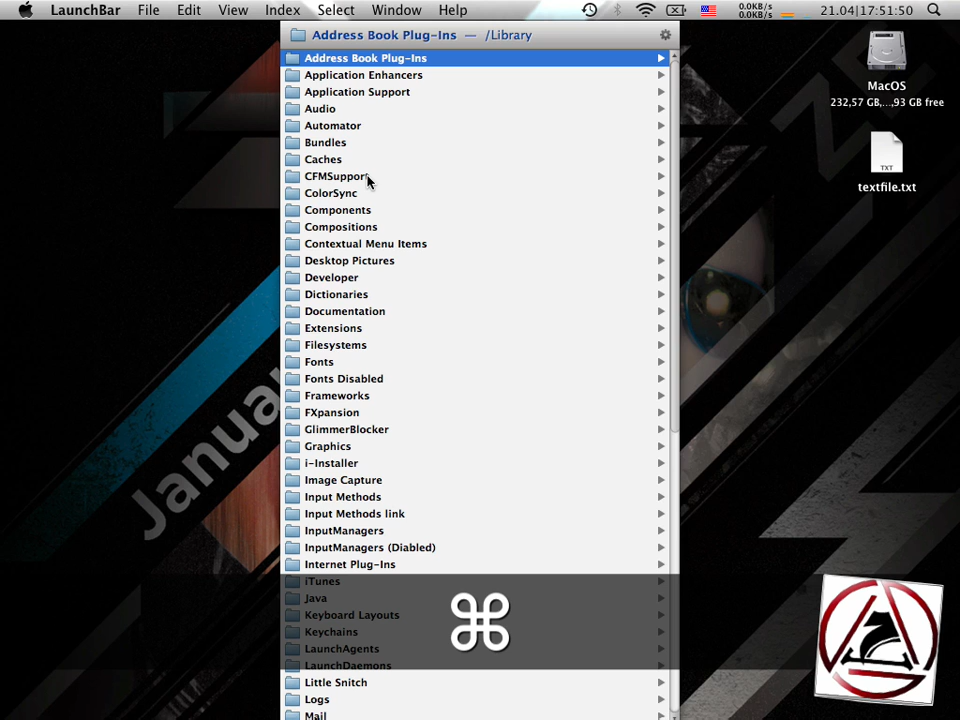 LaunchBar File Edit View Index Select Window Help 0.0KB/s 0.0KB/s 21.04|17:51:50
Address Book Plug-Ins — /Library
Address Book Plug-Ins
Application Enhancers
Application Support
Audio
Automator
Bundles
Caches
CFMSupport
ColorSync
Components
Compositions
Contextual Menu Items
Desktop Pictures
Developer
Dictionaries
Documentation
Extensions
Filesystems
Fonts
Fonts Disabled
Frameworks
FXpansion
GlimmerBlocker
Graphics
i-Installer
Image Capture
Input Methods
Input Methods link
InputManagers
InputManagers (Diabled)
Internet Plug-Ins
iTunes
Java
Keyboard Layouts
Keychains
LaunchAgents
LaunchDaemons
Little Snitch
Logs
Mail
MacOS
232,57 GB,...,93 GB free
TXT
textfile.txt